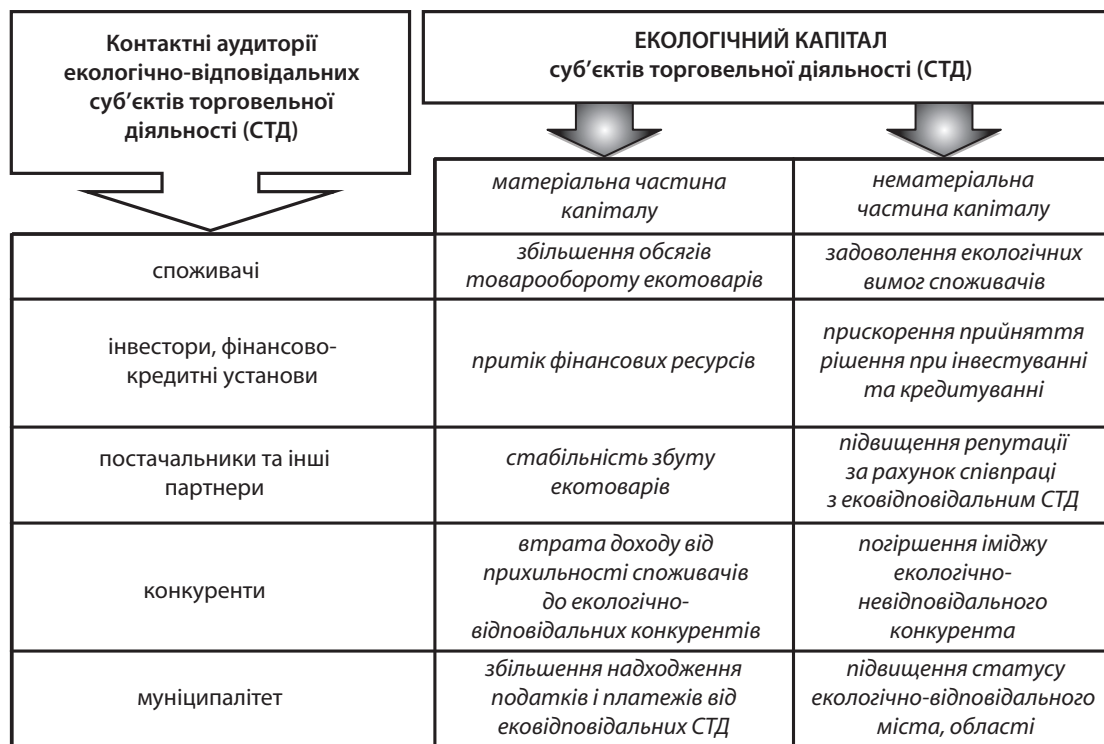 Контактні аудиторії
екологічно-відповідальних
суб’єктів торговельної
діяльності (СТД)
ЕКОЛОГІЧНИЙ КАПІТАЛ
суб’єктів торговельної діяльності (СТД)
матеріальна частина
капіталу
нематеріальна
частина капіталу
споживачі
збільшення обсягів
товарообороту екотоварів
задоволення екологічних
вимог споживачів
інвестори, фінансово-
кредитні установи
притік фінансових ресурсів
прискорення прийняття
рішення при інвестуванні
та кредитуванні
постачальники та інші
партнери
стабільність збуту
екотоварів
підвищення репутації
за рахунок співпраці
з ековідповідальним СТД
конкуренти
втрата доходу від
прихильності споживачів
до екологічно-
відповідальних конкурентів
погіршення іміджу
екологічно-
невідповідального
конкурента
муніципалітет
збільшення надходження
податків і платежів від
ековідповідальних СТД
підвищення статусу
екологічно-відповідального
міста, області